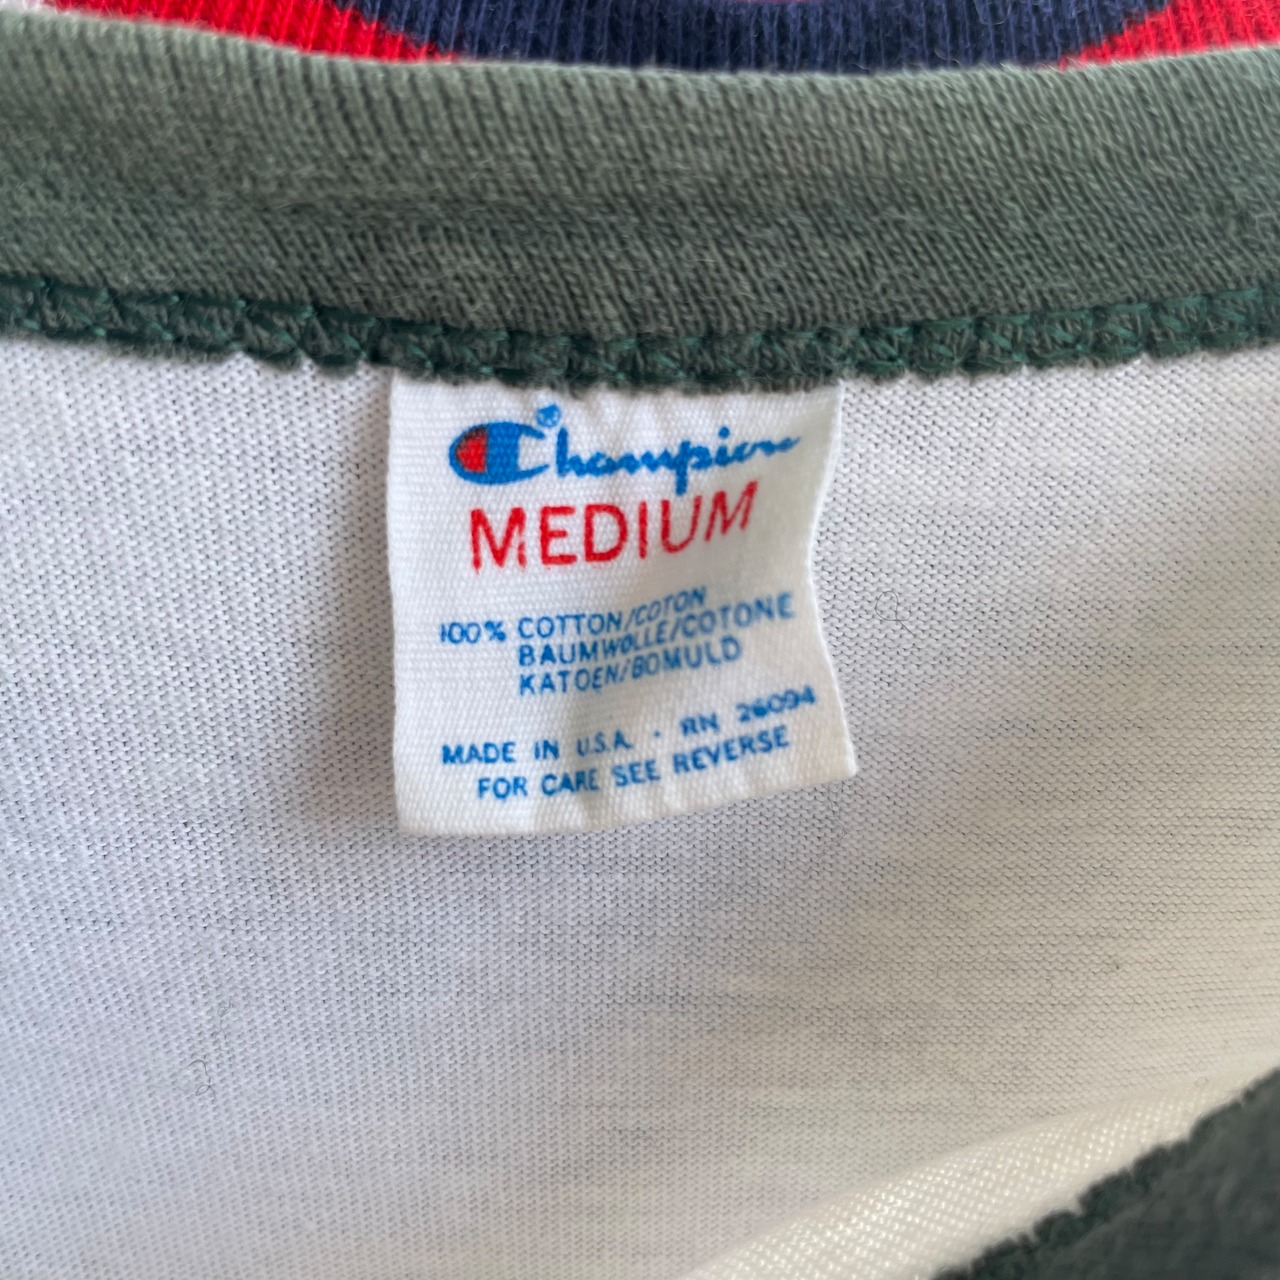 Champion
MEDIUM
100% COTTON/COTON
BAUMWOLLE/COTONE
KATOEN/BOMULD
MADE IN U.S.A. · RN 26094
FOR CARE SEE REVERSE